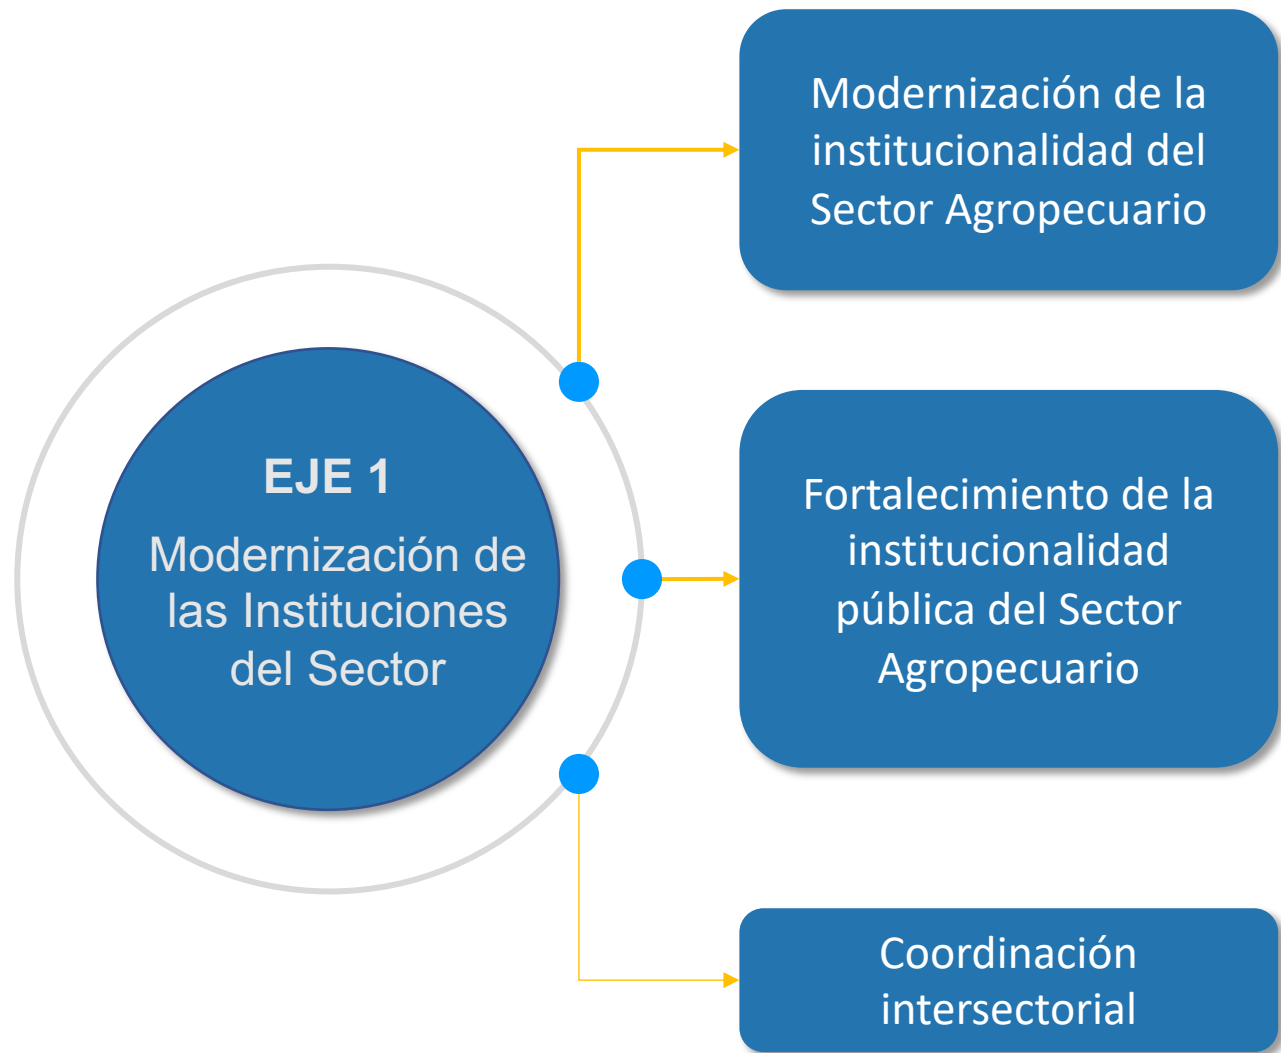 EJE 1
Modernización de
las Instituciones
del Sector
Modernización de la
institucionalidad del
Sector Agropecuario
Fortalecimiento de la
institucionalidad
pública del Sector
Agropecuario
Coordinación
intersectorial